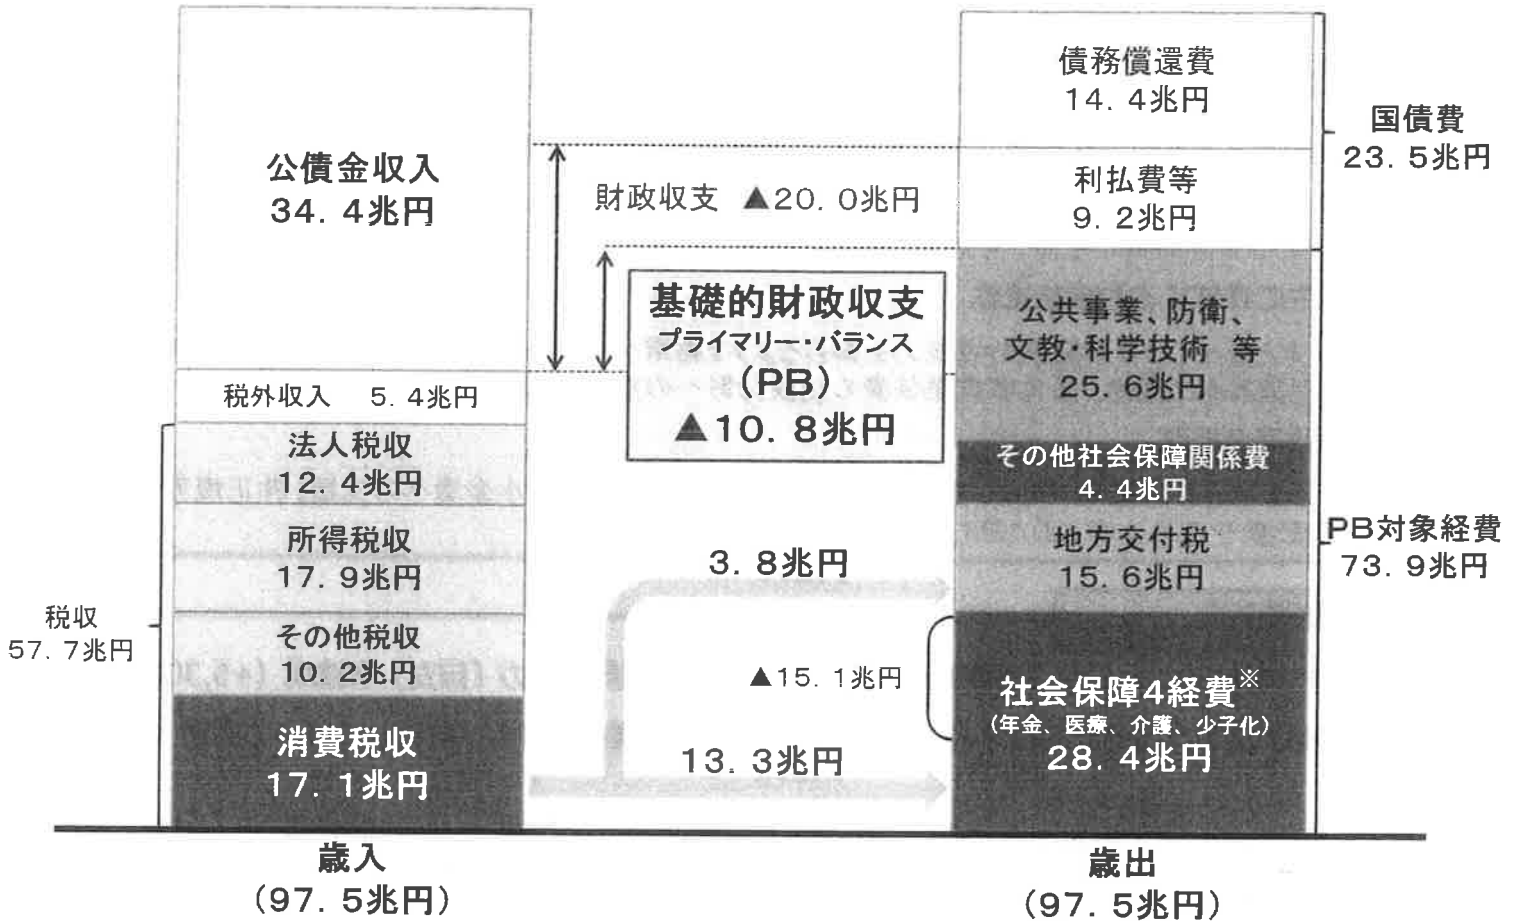 公債金収入
34.4兆円
税外収入 5.4兆円
法人税収
12.4兆円
所得税収
17.9兆円
その他税収
10.2兆円
消費税収
17.1兆円
税収
57.7兆円
歳入
(97.5兆円)
財政収支 ▲20.0兆円
基礎的財政収支
プライマリー・バランス
(PB)
▲10.8兆円
3.8兆円
▲15.1兆円
13.3兆円
債務償還費
14.4兆円
利払費等
9.2兆円
公共事業、防衛、
文教・科学技術 等
25.6兆円
その他社会保障関係費
4.4兆円
地方交付税
15.6兆円
社会保障4経費※
(年金、医療、介護、少子化)
28.4兆円
歳出
(97.5兆円)
国債費
23.5兆円
PB対象経費
73.9兆円